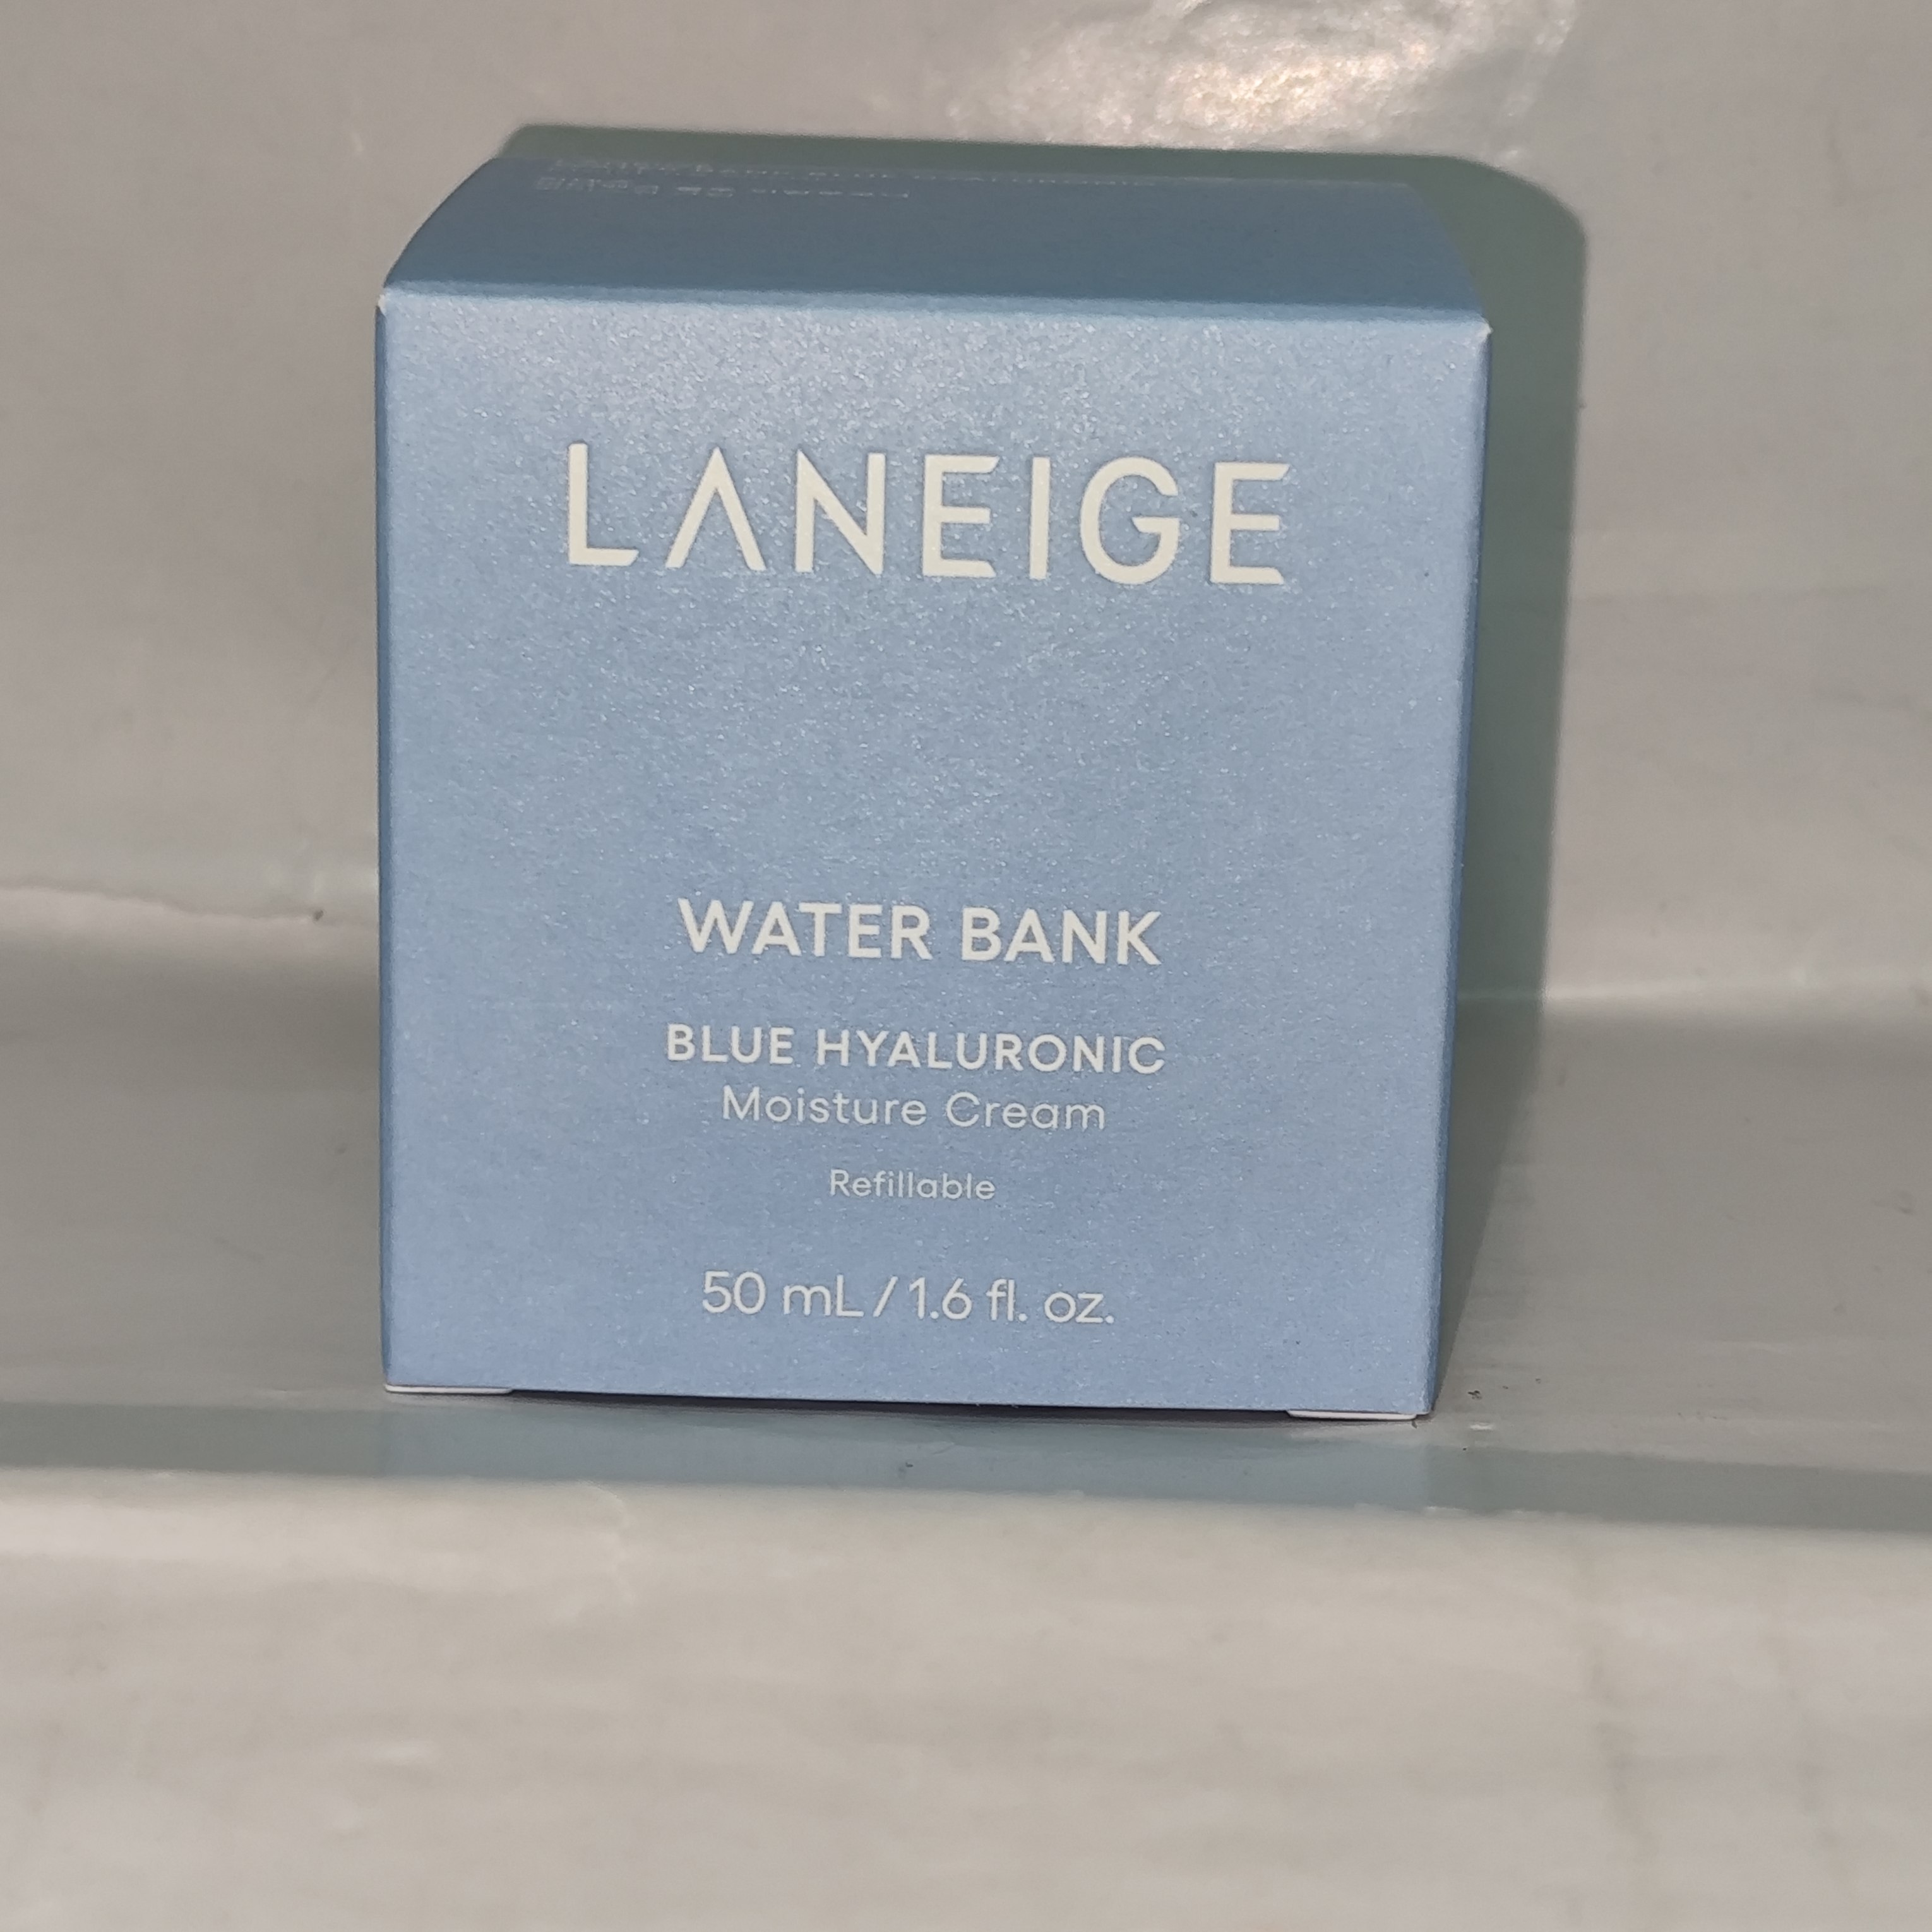 LANEIGE
WATER BANK
BLUE HYALURONIC
Moisture Cream
Refillable
50 mL / 1.6 fl. oz.